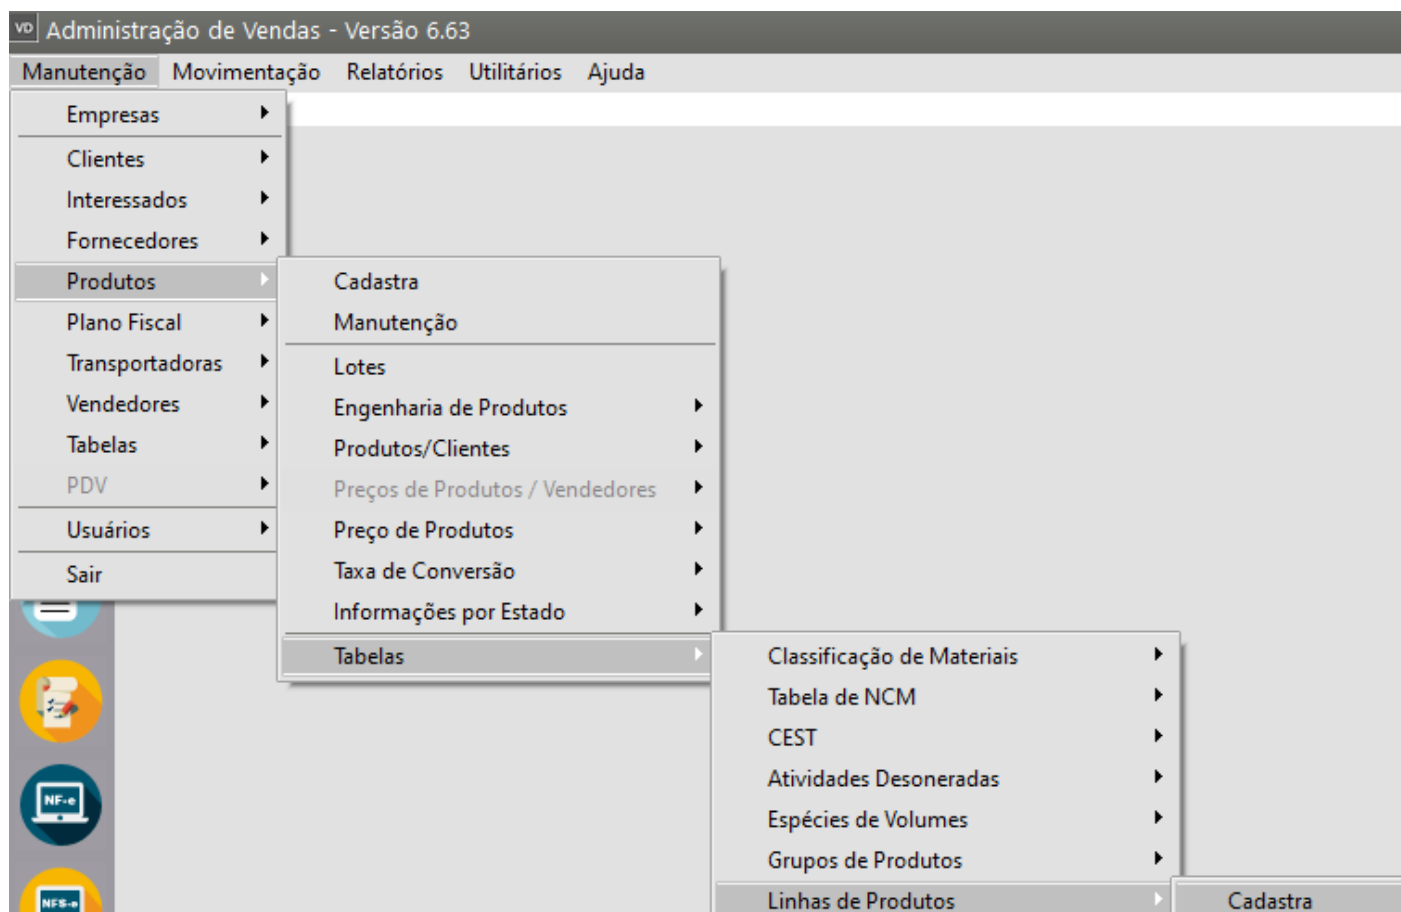 VD Administração de Vendas - Versão 6.63
Manutenção Movimentação Relatórios Utilitários Ajuda
Empresas
Clientes
Interessados
Fornecedores
Produtos
Plano Fiscal
Transportadoras
Vendedores
Tabelas
PDV
Usuários
Sair
Cadastra
Manutenção
Lotes
Engenharia de Produtos
Produtos/Clientes
Preços de Produtos / Vendedores
Preço de Produtos
Taxa de Conversão
Informações por Estado
Tabelas
Classificação de Materiais
Tabela de NCM
CEST
Atividades Desoneradas
Espécies de Volumes
Grupos de Produtos
Linhas de Produtos
Cadastra
NF-e
NFS-e